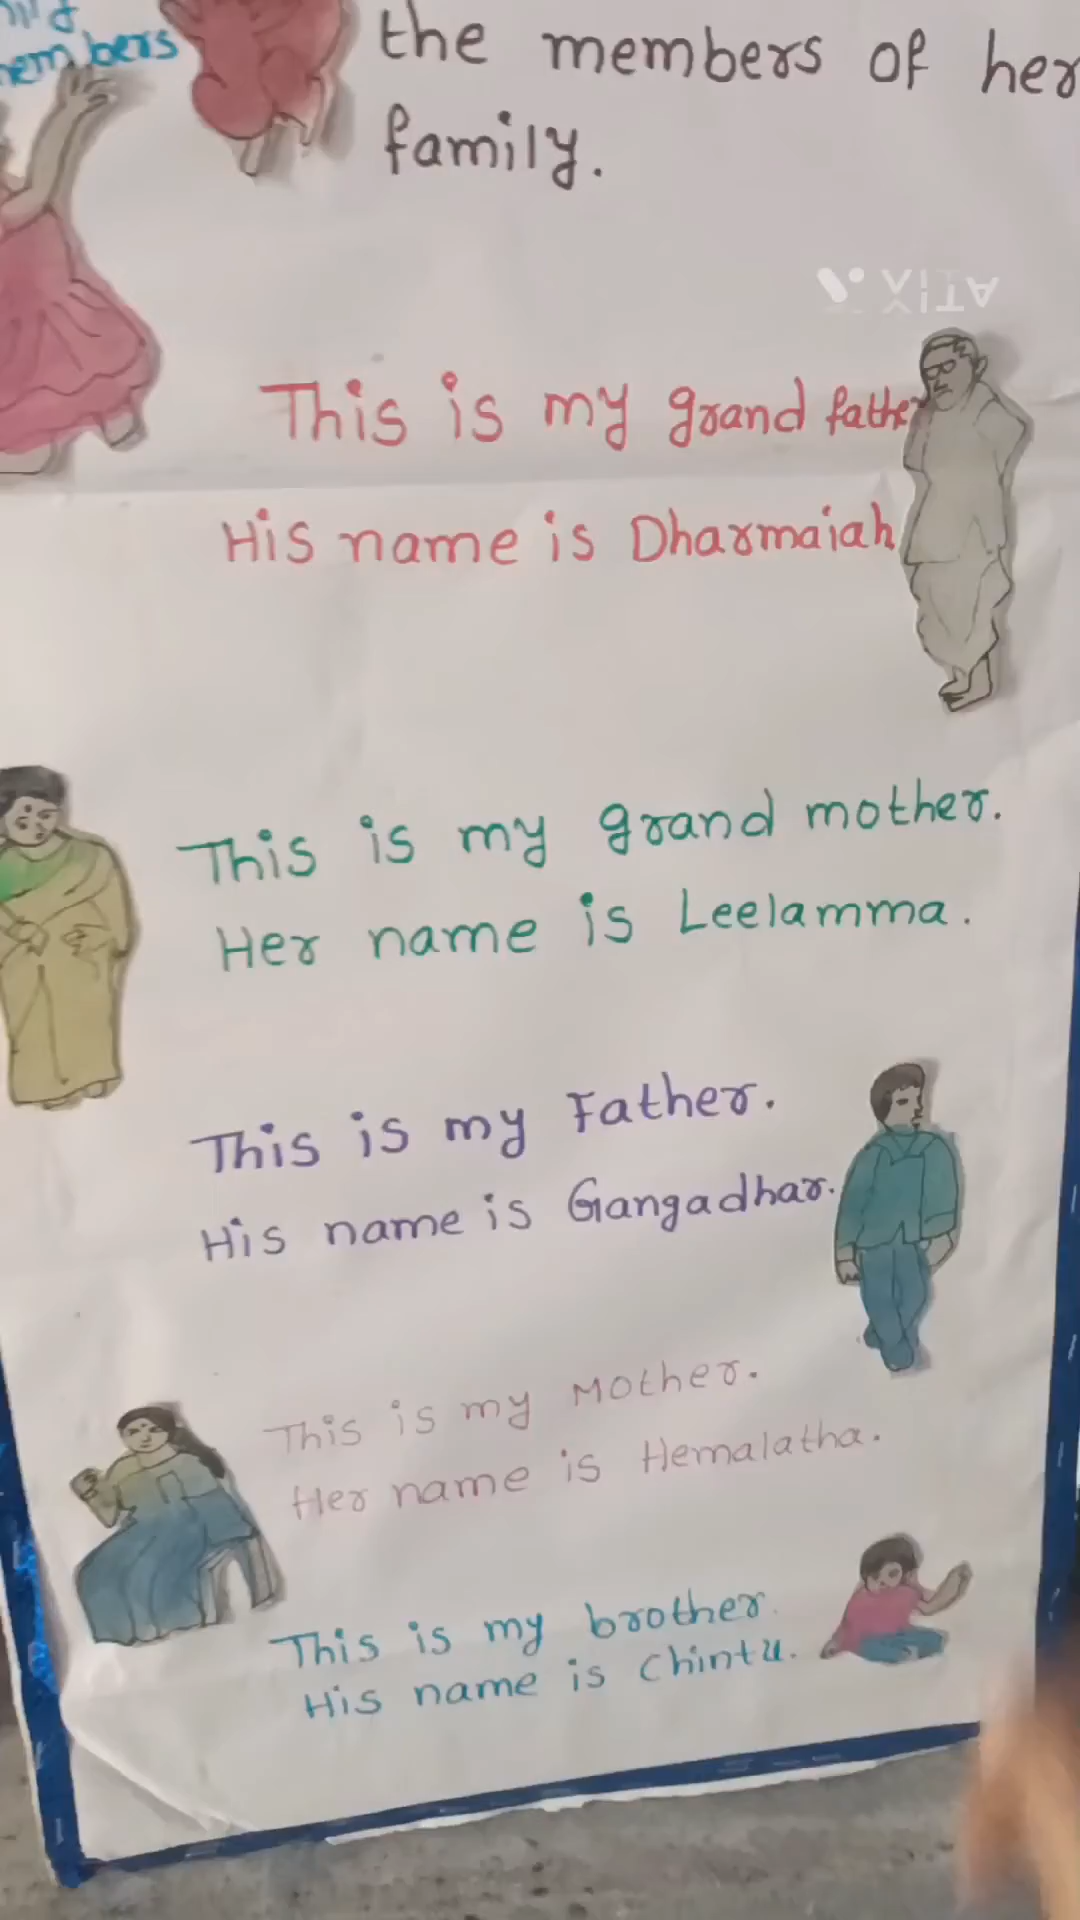 members
the members of her
family.
VITA
This is my grand father
His name is Dharmaiah
This is my grand mother.
Her name is Leelamma.
This is my Father.
His name is Gangadhar.
This is my Mother.
Her name is Hemalatha.
This is my brother.
His name is Chintu.